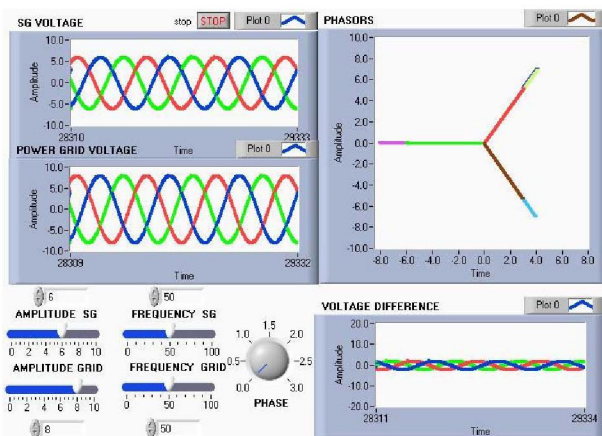 SG VOLTAGE
stop STOP Plot 0
Amplitude
10.0
5.0
0.0
-5.0
-10.0
28310 29333
Time
POWER GRID VOLTAGE Plot 0
Amplitude
10.0
5.0
0.0
-5.0
-10.0
28309 29332
Time
PHASORS Plot 0
Amplitude
10.0
8.0
6.0
4.0
2.0
0.0
-2.0
-4.0
-6.0
-8.0
-10.0
-8.0 -6.0 -4.0 -2.0 0.0 2.0 4.0 6.0 8.0
Time
6
AMPLITUDE SG
0 2 4 6 8 10
AMPLITUDE GRID
0 2 4 6 8 10
8
50
FREQUENCY SG
0 50 100
FREQUENCY GRID
0 50 100
50
0.0 0.5 1.0 1.5 2.0 -2.5 3.0
PHASE
VOLTAGE DIFFERENCE Plot 0
Amplitude
20.0
10.0
0.0
-10.0
-20.0
28311 29334
Time